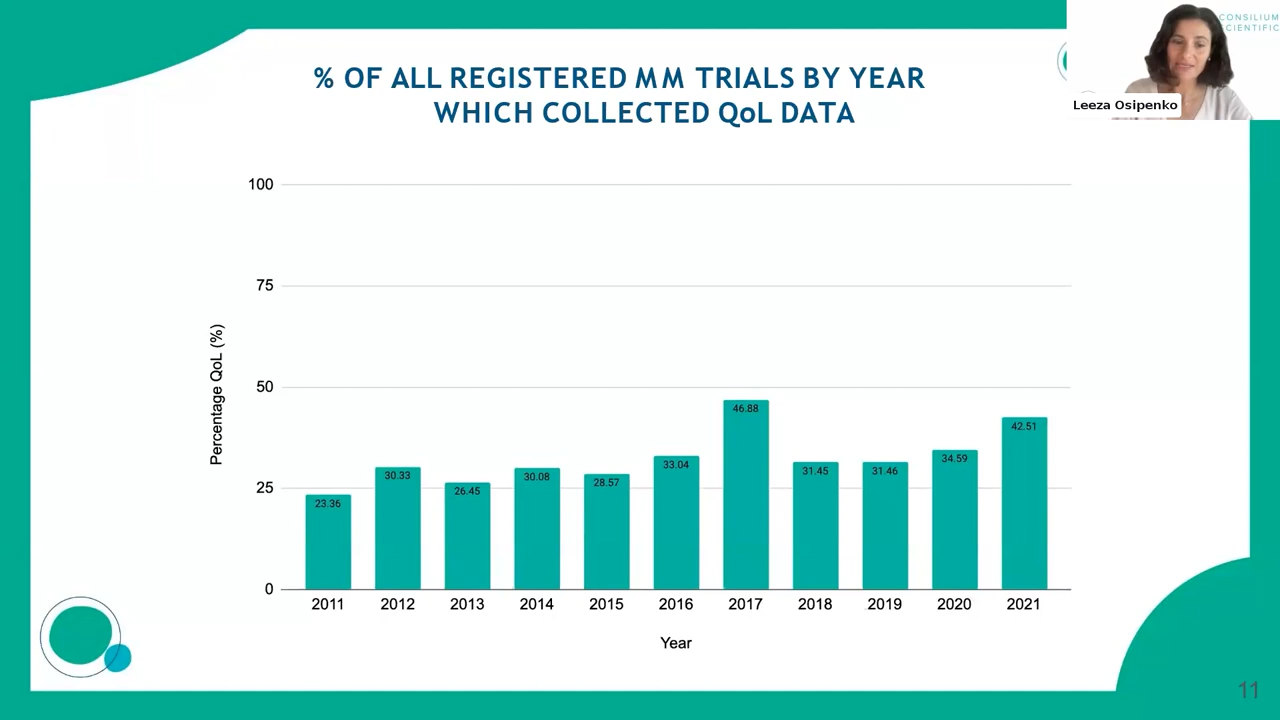 CONSILIUM
SCIENTIFIC
Leeza Osipenko
% OF ALL REGISTERED MM TRIALS BY YEAR
WHICH COLLECTED QoL DATA
100
75
50
25
0
Percentage QoL (%)
23.36
30.33
26.45
30.08
28.57
33.04
46.88
31.45
31.46
34.59
42.51
2011 2012 2013 2014 2015 2016 2017 2018 2019 2020 2021
Year
11